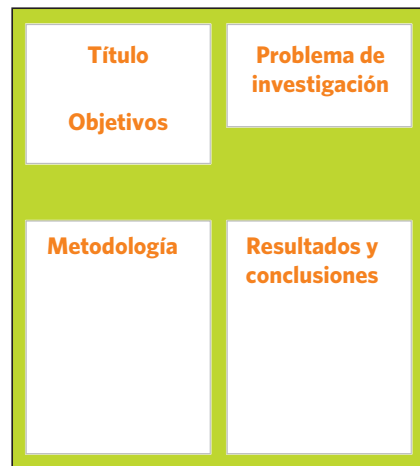 Título
Objetivos
Problema de
investigación
Metodología
Resultados y
conclusiones